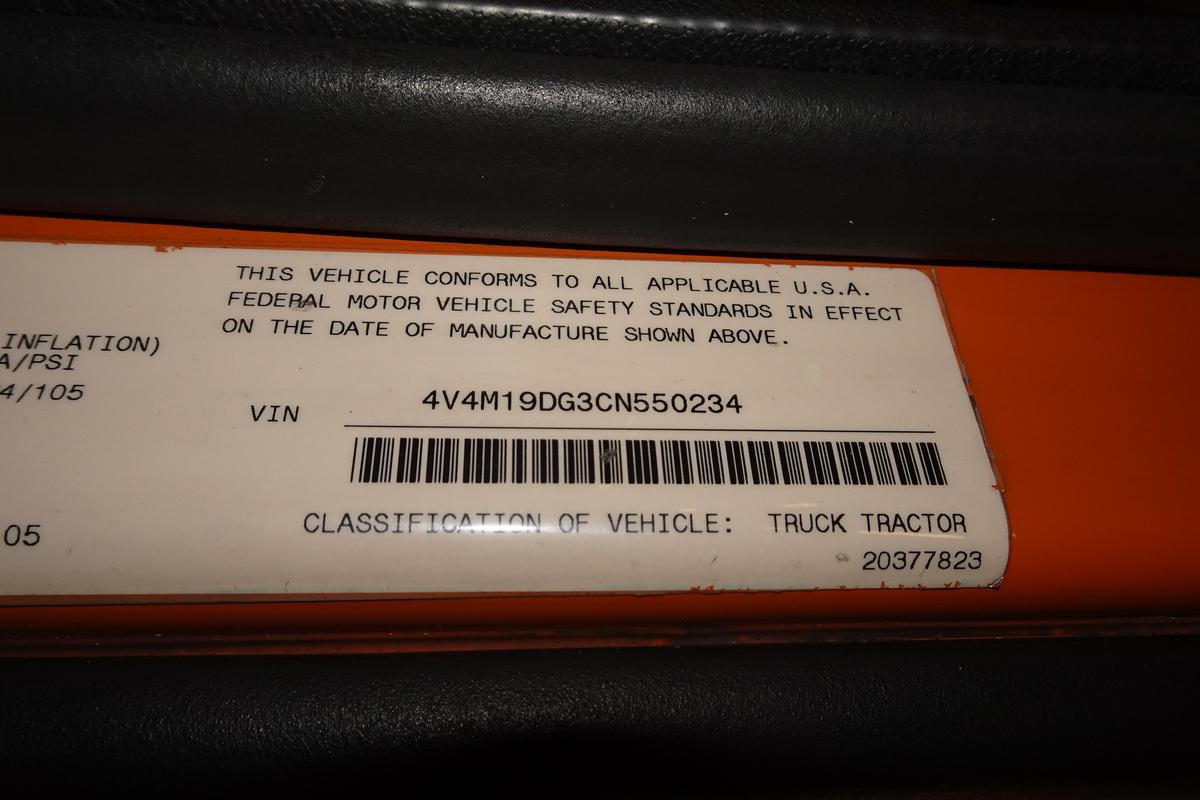 THIS VEHICLE CONFORMS TO ALL APPLICABLE U.S.A.
FEDERAL MOTOR VEHICLE SAFETY STANDARDS IN EFFECT
ON THE DATE OF MANUFACTURE SHOWN ABOVE.
INFLATION)
A/PSI
4/105
VIN 4V4M19DG3CN550234
CLASSIFICATION OF VEHICLE: TRUCK TRACTOR
05
20377823